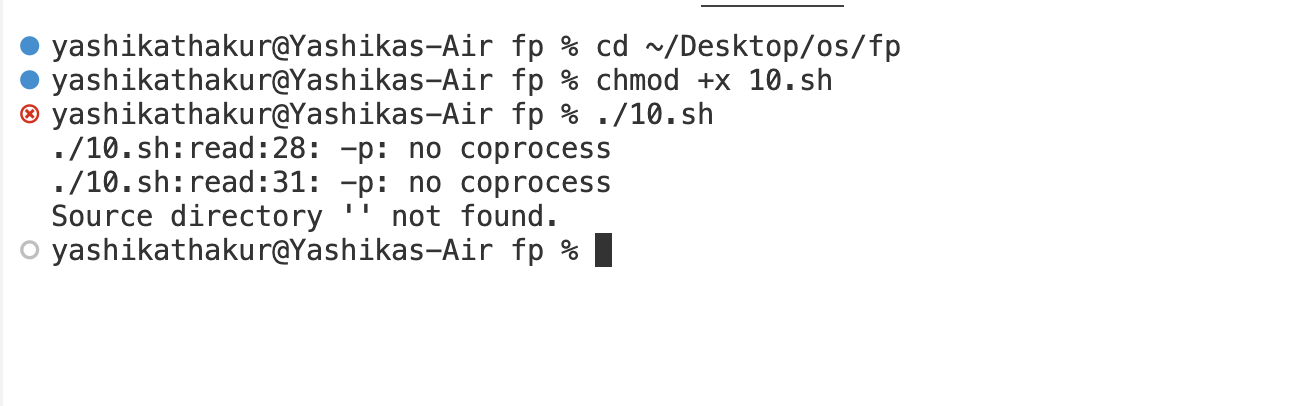 yashikathakur@Yashikas-Air fp % cd ~/Desktop/os/fp
yashikathakur@Yashikas-Air fp % chmod +x 10.sh
yashikathakur@Yashikas-Air fp % ./10.sh
./10.sh:read:28: -p: no coprocess
./10.sh:read:31: -p: no coprocess
Source directory '' not found.
yashikathakur@Yashikas-Air fp %